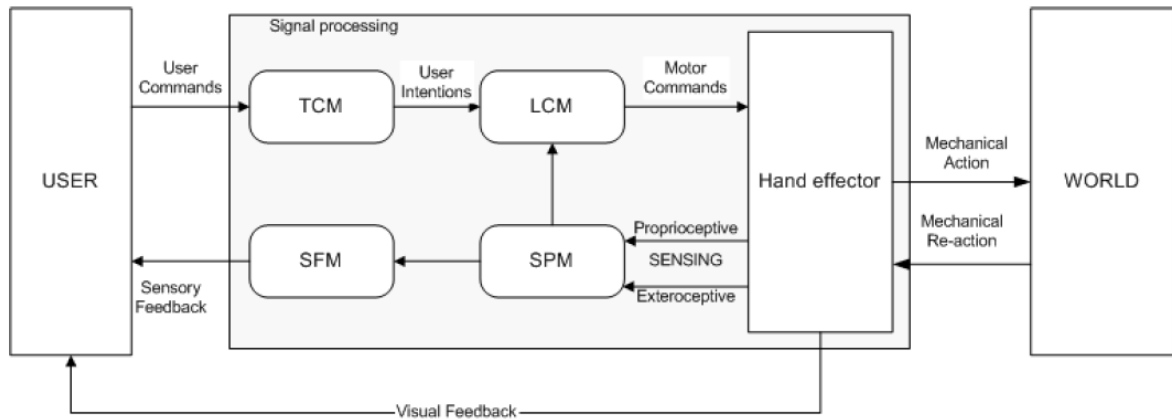 Signal processing
User
Commands
TCM
User
Intentions
LCM
Motor
Commands
USER
Hand effector
Mechanical
Action
WORLD
Mechanical
Re-action
Proprioceptive
SENSING
Exteroceptive
SFM
SPM
Sensory
Feedback
Visual Feedback